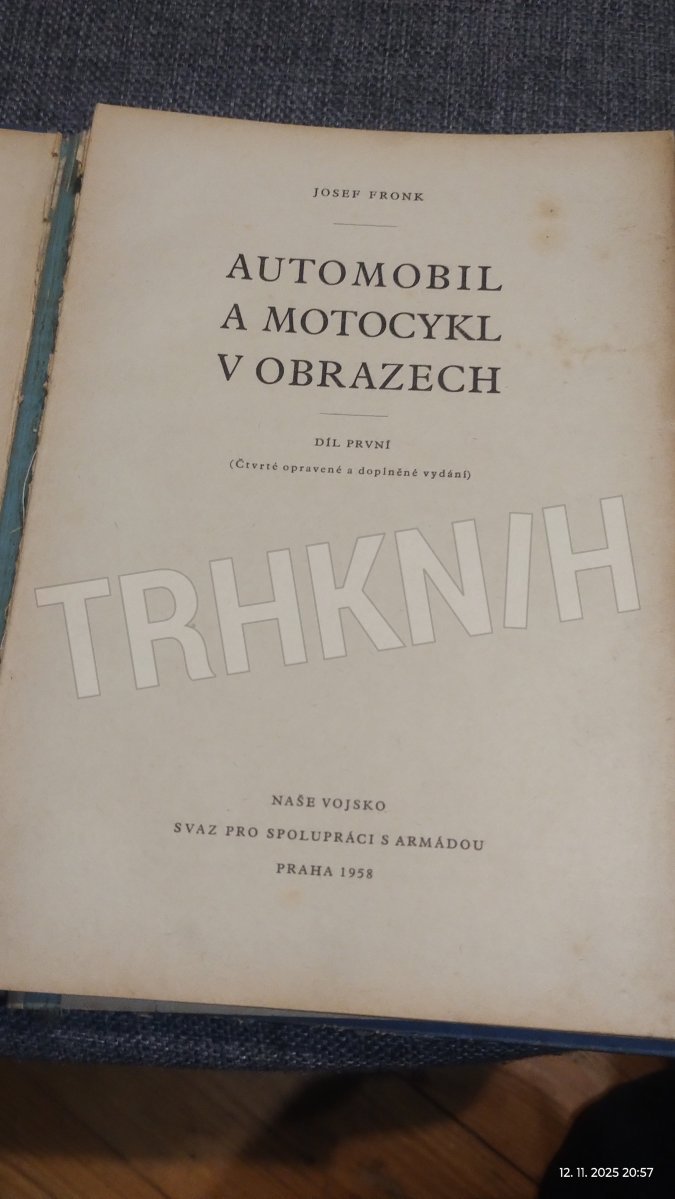 JOSEF FRONK
AUTOMOBIL
A MOTOCYKL
V OBRAZECH
DÍL PRVNÍ
(Čtvrté opravené a doplněné vydání)
TRHKNIH
NAŠE VOJSKO
SVAZ PRO SPOLUPRÁCI S ARMÁDOU
PRAHA 1958
12. 11. 2025 20:57